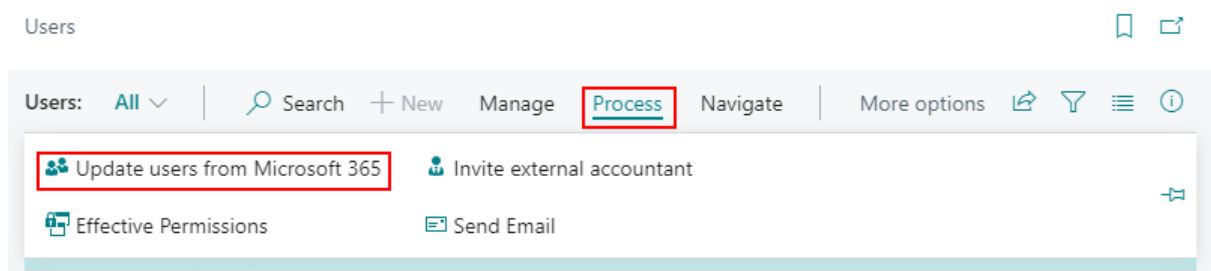 Users
Users: All Search New Manage Process Navigate More options
Update users from Microsoft 365 Invite external accountant
Effective Permissions Send Email